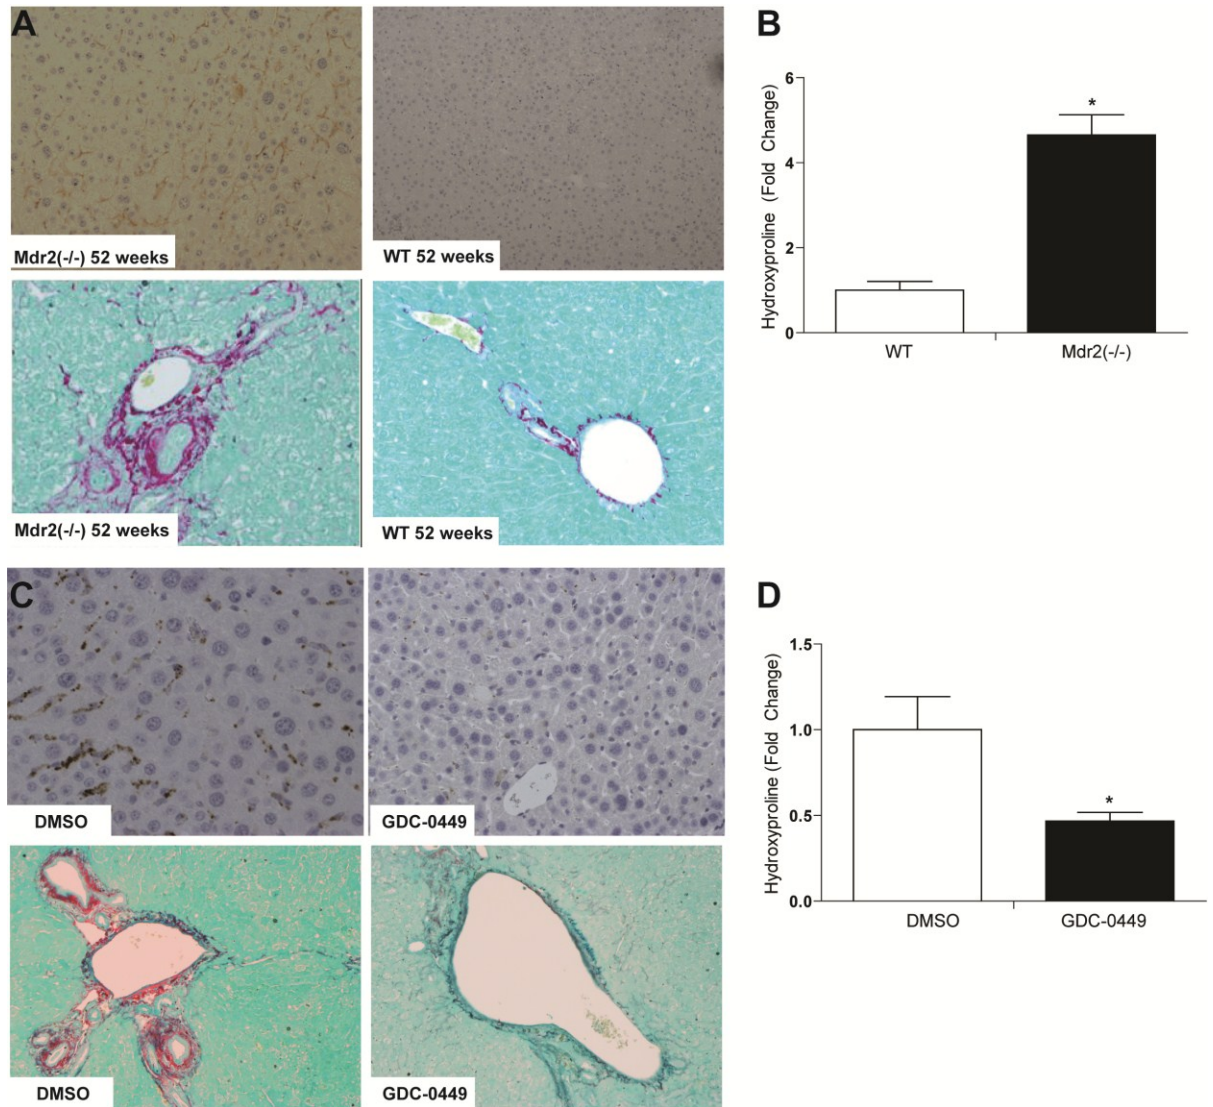 A
Mdr2(-/-) 52 weeks
WT 52 weeks
Mdr2(-/-) 52 weeks
WT 52 weeks
B
Hydroxyproline (Fold Change)
6
4
2
0
*
WT
Mdr2(-/-)
C
DMSO
GDC-0449
DMSO
GDC-0449
D
Hydroxyproline (Fold Change)
1.5
1.0
0.5
0.0
*
DMSO
GDC-0449